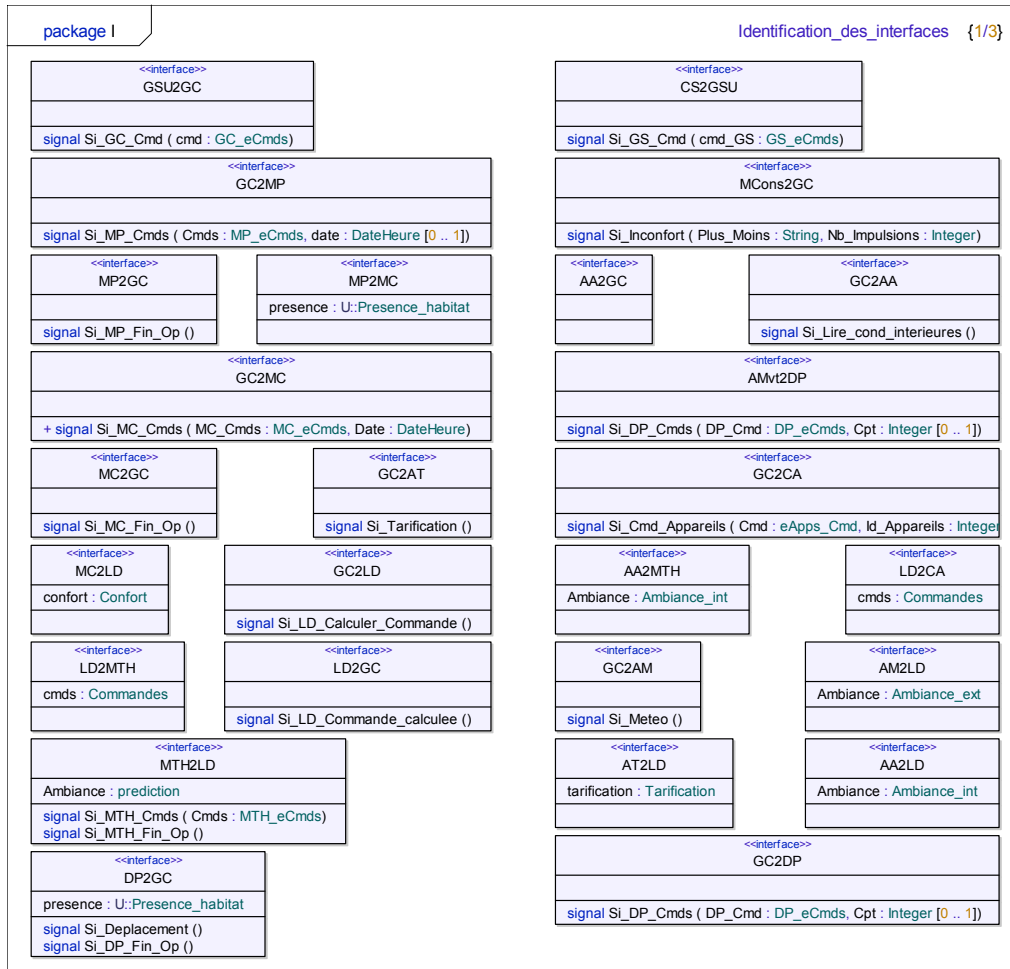 package I
Identification_des_interfaces {1/3}
<<interface>>
GSU2GC
signal Si_GC_Cmd ( cmd : GC_eCmds)
<<interface>>
CS2GSU
signal Si_GS_Cmd ( cmd_GS : GS_eCmds)
<<interface>>
GC2MP
signal Si_MP_Cmds ( Cmds : MP_eCmds, date : DateHeure [0 .. 1])
<<interface>>
MCons2GC
signal Si_Inconfort ( Plus_Moins : String, Nb_Impulsions : Integer)
<<interface>>
MP2GC
signal Si_MP_Fin_Op ()
<<interface>>
MP2MC
presence : U::Presence_habitat
<<interface>>
AA2GC
<<interface>>
GC2AA
signal Si_Lire_cond_interieures ()
<<interface>>
GC2MC
+ signal Si_MC_Cmds ( MC_Cmds : MC_eCmds, Date : DateHeure)
<<interface>>
AMvt2DP
signal Si_DP_Cmds ( DP_Cmd : DP_eCmds, Cpt : Integer [0 .. 1])
<<interface>>
MC2GC
signal Si_MC_Fin_Op ()
<<interface>>
GC2AT
signal Si_Tarification ()
<<interface>>
GC2CA
signal Si_Cmd_Appareils ( Cmd : eApps_Cmd, Id_Appareils : Integer
<<interface>>
MC2LD
confort : Confort
<<interface>>
GC2LD
signal Si_LD_Calculer_Commande ()
<<interface>>
AA2MTH
Ambiance : Ambiance_int
<<interface>>
LD2CA
cmds : Commandes
<<interface>>
LD2MTH
cmds : Commandes
<<interface>>
LD2GC
signal Si_LD_Commande_calculee ()
<<interface>>
GC2AM
signal Si_Meteo ()
<<interface>>
AM2LD
Ambiance : Ambiance_ext
<<interface>>
MTH2LD
Ambiance : prediction
signal Si_MTH_Cmds ( Cmds : MTH_eCmds)
signal Si_MTH_Fin_Op ()
<<interface>>
AT2LD
tarification : Tarification
<<interface>>
AA2LD
Ambiance : Ambiance_int
<<interface>>
DP2GC
presence : U::Presence_habitat
signal Si_Deplacement ()
signal Si_DP_Fin_Op ()
<<interface>>
GC2DP
signal Si_DP_Cmds ( DP_Cmd : DP_eCmds, Cpt : Integer [0 .. 1])